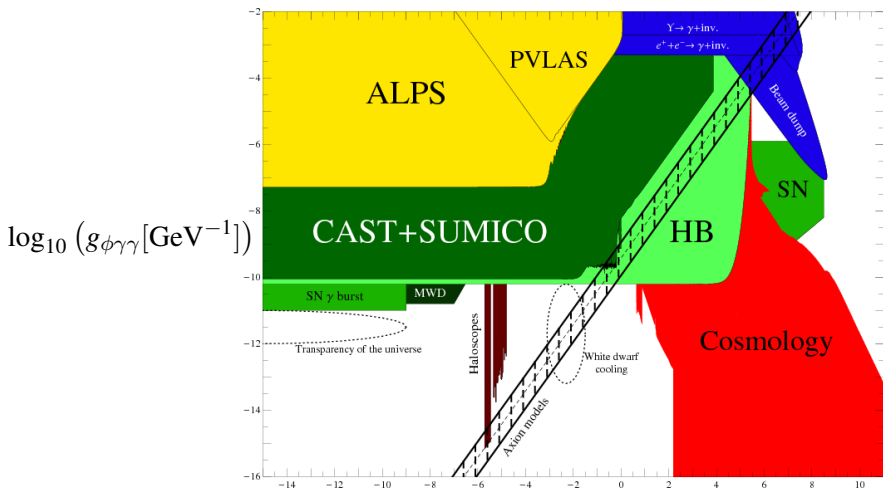 −2
ϒ→ γ+inv.
e⁺+e⁻→ γ+inv.
PVLAS
ALPS
−4
Beam dump
−6
SN
log₁₀ (g_{ϕγγ}[GeV⁻¹])
−8
CAST+SUMICO
HB
−10
SN γ burst
MWD
Haloscopes
Transparency of the universe
White dwarf
cooling
Cosmology
−12
Axion models
−14
−16
−14 −12 −10 −8 −6 −4 −2 0 2 4 6 8 10